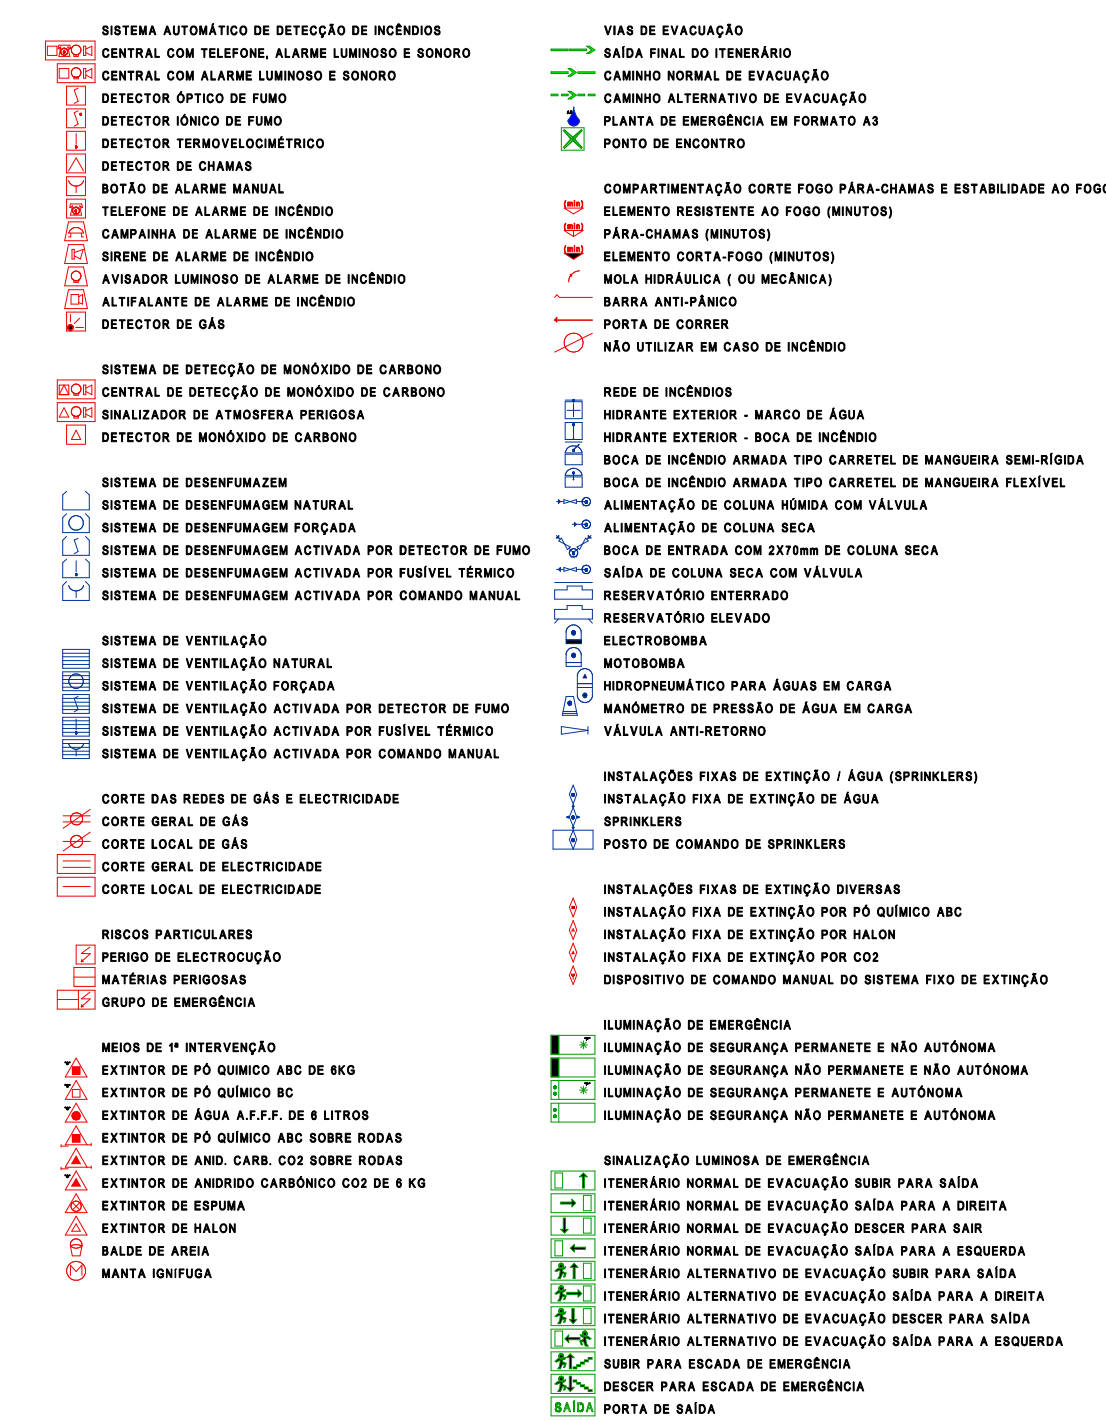 SISTEMA AUTOMÁTICO DE DETECÇÃO DE INCÊNDIOS
CENTRAL COM TELEFONE, ALARME LUMINOSO E SONORO
CENTRAL COM ALARME LUMINOSO E SONORO
DETECTOR ÓPTICO DE FUMO
DETECTOR IÓNICO DE FUMO
DETECTOR TERMOVELOCIMÉTRICO
DETECTOR DE CHAMAS
BOTÃO DE ALARME MANUAL
TELEFONE DE ALARME DE INCÊNDIO
CAMPAINHA DE ALARME DE INCÊNDIO
SIRENE DE ALARME DE INCÊNDIO
AVISADOR LUMINOSO DE ALARME DE INCÊNDIO
ALTIFALANTE DE ALARME DE INCÊNDIO
DETECTOR DE GÁS
SISTEMA DE DETECÇÃO DE MONÓXIDO DE CARBONO
CENTRAL DE DETECÇÃO DE MONÓXIDO DE CARBONO
SINALIZADOR DE ATMOSFERA PERIGOSA
DETECTOR DE MONÓXIDO DE CARBONO
SISTEMA DE DESENFUMAZEM
SISTEMA DE DESENFUMAGEM NATURAL
SISTEMA DE DESENFUMAGEM FORÇADA
SISTEMA DE DESENFUMAGEM ACTIVADA POR DETECTOR DE FUMO
SISTEMA DE DESENFUMAGEM ACTIVADA POR FUSÍVEL TÉRMICO
SISTEMA DE DESENFUMAGEM ACTIVADA POR COMANDO MANUAL
SISTEMA DE VENTILAÇÃO
SISTEMA DE VENTILAÇÃO NATURAL
SISTEMA DE VENTILAÇÃO FORÇADA
SISTEMA DE VENTILAÇÃO ACTIVADA POR DETECTOR DE FUMO
SISTEMA DE VENTILAÇÃO ACTIVADA POR FUSÍVEL TÉRMICO
SISTEMA DE VENTILAÇÃO ACTIVADA POR COMANDO MANUAL
CORTE DAS REDES DE GÁS E ELECTRICIDADE
CORTE GERAL DE GÁS
CORTE LOCAL DE GÁS
CORTE GERAL DE ELECTRICIDADE
CORTE LOCAL DE ELECTRICIDADE
RISCOS PARTICULARES
PERIGO DE ELECTROCUÇÃO
MATÉRIAS PERIGOSAS
GRUPO DE EMERGÊNCIA
MEIOS DE 1ª INTERVENÇÃO
EXTINTOR DE PÓ QUIMICO ABC DE 6KG
EXTINTOR DE PÓ QUÍMICO BC
EXTINTOR DE ÁGUA A.F.F.F. DE 6 LITROS
EXTINTOR DE PÓ QUÍMICO ABC SOBRE RODAS
EXTINTOR DE ANID. CARB. CO2 SOBRE RODAS
EXTINTOR DE ANIDRIDO CARBÓNICO CO2 DE 6 KG
EXTINTOR DE ESPUMA
EXTINTOR DE HALON
BALDE DE AREIA
M MANTA IGNIFUGA
VIAS DE EVACUAÇÃO
SAÍDA FINAL DO ITENERÁRIO
CAMINHO NORMAL DE EVACUAÇÃO
CAMINHO ALTERNATIVO DE EVACUAÇÃO
PLANTA DE EMERGÊNCIA EM FORMATO A3
PONTO DE ENCONTRO
COMPARTIMENTAÇÃO CORTE FOGO PÁRA-CHAMAS E ESTABILIDADE AO FOGO
(min) ELEMENTO RESISTENTE AO FOGO (MINUTOS)
(min) PÁRA-CHAMAS (MINUTOS)
(min) ELEMENTO CORTA-FOGO (MINUTOS)
MOLA HIDRÁULICA ( OU MECÂNICA)
BARRA ANTI-PÂNICO
PORTA DE CORRER
NÃO UTILIZAR EM CASO DE INCÊNDIO
REDE DE INCÊNDIOS
HIDRANTE EXTERIOR - MARCO DE ÁGUA
HIDRANTE EXTERIOR - BOCA DE INCÊNDIO
BOCA DE INCÊNDIO ARMADA TIPO CARRETEL DE MANGUEIRA SEMI-RÍGIDA
BOCA DE INCÊNDIO ARMADA TIPO CARRETEL DE MANGUEIRA FLEXÍVEL
ALIMENTAÇÃO DE COLUNA HÚMIDA COM VÁLVULA
ALIMENTAÇÃO DE COLUNA SECA
BOCA DE ENTRADA COM 2X70mm DE COLUNA SECA
SAÍDA DE COLUNA SECA COM VÁLVULA
RESERVATÓRIO ENTERRADO
RESERVATÓRIO ELEVADO
ELECTROBOMBA
MOTOBOMBA
HIDROPNEUMÁTICO PARA ÁGUAS EM CARGA
MANÓMETRO DE PRESSÃO DE ÁGUA EM CARGA
VÁLVULA ANTI-RETORNO
INSTALAÇÕES FIXAS DE EXTINÇÃO / ÁGUA (SPRINKLERS)
INSTALAÇÃO FIXA DE EXTINÇÃO DE ÁGUA
SPRINKLERS
POSTO DE COMANDO DE SPRINKLERS
INSTALAÇÕES FIXAS DE EXTINÇÃO DIVERSAS
INSTALAÇÃO FIXA DE EXTINÇÃO POR PÓ QUÍMICO ABC
INSTALAÇÃO FIXA DE EXTINÇÃO POR HALON
INSTALAÇÃO FIXA DE EXTINÇÃO POR CO2
DISPOSITIVO DE COMANDO MANUAL DO SISTEMA FIXO DE EXTINÇÃO
ILUMINAÇÃO DE EMERGÊNCIA
ILUMINAÇÃO DE SEGURANÇA PERMANETE E NÃO AUTÓNOMA
ILUMINAÇÃO DE SEGURANÇA NÃO PERMANETE E NÃO AUTÓNOMA
ILUMINAÇÃO DE SEGURANÇA PERMANETE E AUTÓNOMA
ILUMINAÇÃO DE SEGURANÇA NÃO PERMANETE E AUTÓNOMA
SINALIZAÇÃO LUMINOSA DE EMERGÊNCIA
ITENERÁRIO NORMAL DE EVACUAÇÃO SUBIR PARA SAÍDA
ITENERÁRIO NORMAL DE EVACUAÇÃO SAÍDA PARA A DIREITA
ITENERÁRIO NORMAL DE EVACUAÇÃO DESCER PARA SAIR
ITENERÁRIO NORMAL DE EVACUAÇÃO SAÍDA PARA A ESQUERDA
ITENERÁRIO ALTERNATIVO DE EVACUAÇÃO SUBIR PARA SAÍDA
ITENERÁRIO ALTERNATIVO DE EVACUAÇÃO SAÍDA PARA A DIREITA
ITENERÁRIO ALTERNATIVO DE EVACUAÇÃO DESCER PARA SAÍDA
ITENERÁRIO ALTERNATIVO DE EVACUAÇÃO SAÍDA PARA A ESQUERDA
SUBIR PARA ESCADA DE EMERGÊNCIA
DESCER PARA ESCADA DE EMERGÊNCIA
SAÍDA PORTA DE SAÍDA